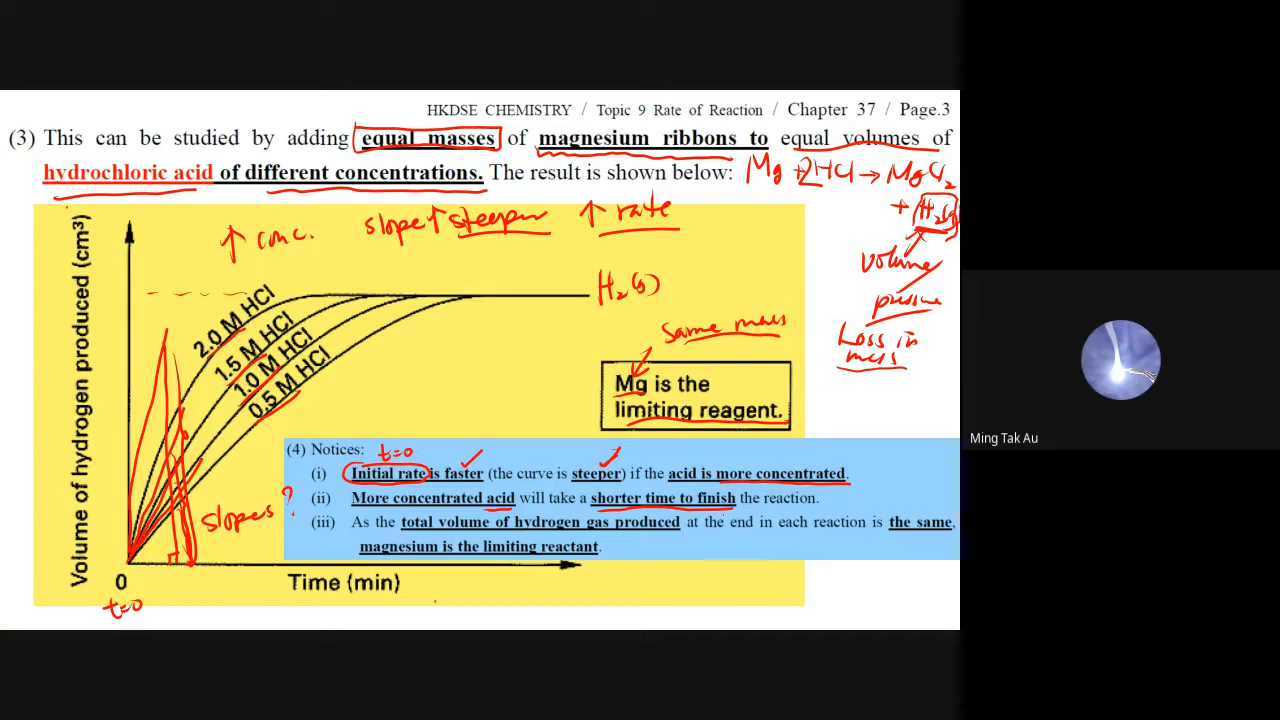 HKDSE CHEMISTRY / Topic 9 Rate of Reaction / Chapter 37 / Page.3
(3) This can be studied by adding equal masses of magnesium ribbons to equal volumes of
hydrochloric acid of different concentrations. The result is shown below:
Mg + 2HCl → MgCl2
+ H2(g)
volume
pressure
Loss in
mass
↑ conc.
slope↑ steeper
↑ rate
Volume of hydrogen produced (cm³)
2.0 M HCl
1.5 M HCl
1.0 M HCl
0.5 M HCl
H2(g)
same mass
Mg is the
limiting reagent.
slopes ?
0
t=0
Time (min)
(4) Notices:
t=0
(i) Initial rate is faster (the curve is steeper) if the acid is more concentrated.
(ii) More concentrated acid will take a shorter time to finish the reaction.
(iii) As the total volume of hydrogen gas produced at the end in each reaction is the same,
magnesium is the limiting reactant.
Ming Tak Au